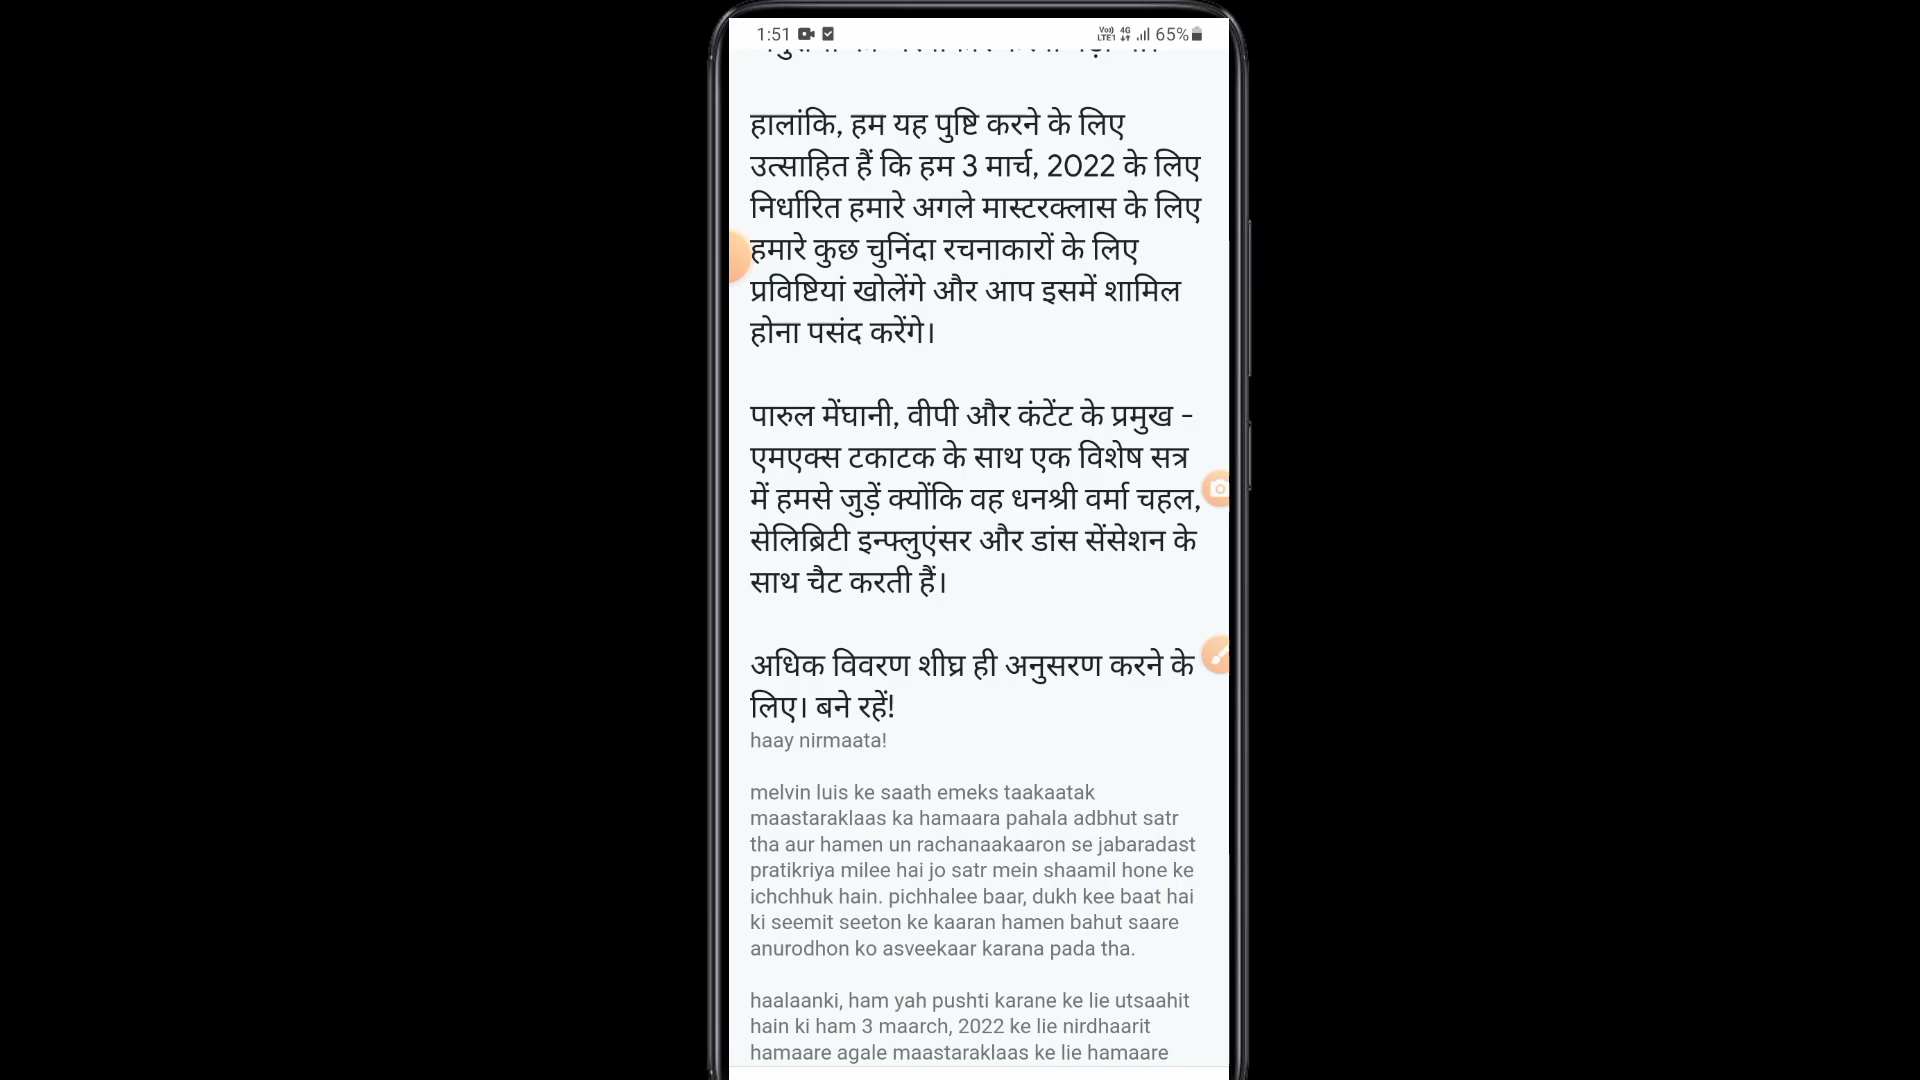 1:51
Vo) 4G
LTE1 65%
हालांकि, हम यह पुष्टि करने के लिए
उत्साहित हैं कि हम 3 मार्च, 2022 के लिए
निर्धारित हमारे अगले मास्टरक्लास के लिए
हमारे कुछ चुनिंदा रचनाकारों के लिए
प्रविष्टियां खोलेंगे और आप इसमें शामिल
होना पसंद करेंगे।
पारुल मेंघानी, वीपी और कंटेंट के प्रमुख -
एमएक्स टकाटक के साथ एक विशेष सत्र
में हमसे जुड़ें क्योंकि वह धनश्री वर्मा चहल,
सेलिब्रिटी इन्फ्लुएंसर और डांस सेंसेशन के
साथ चैट करती हैं।
अधिक विवरण शीघ्र ही अनुसरण करने के
लिए। बने रहें!
haay nirmaata!
melvin luis ke saath emeks taakaatak
maastaraklaas ka hamaara pahala adbhut satr
tha aur hamen un rachanaakaaron se jabaradast
pratikriya milee hai jo satr mein shaamil hone ke
ichchhuk hain. pichhalee baar, dukh kee baat hai
ki seemit seeton ke kaaran hamen bahut saare
anurodhon ko asveekaar karana pada tha.
haalaanki, ham yah pushti karane ke lie utsaahit
hain ki ham 3 maarch, 2022 ke lie nirdhaarit
hamaare agale maastaraklaas ke lie hamaare